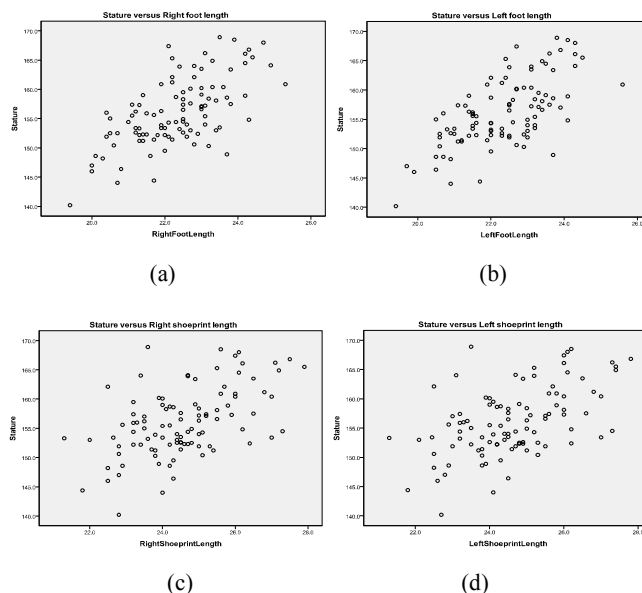 Stature versus Right foot length
170.0
165.0
160.0
155.0
150.0
145.0
140.0
Stature
20.0 22.0 24.0 26.0
RightFootLength
(a)
Stature versus Left foot length
170.0
165.0
160.0
155.0
150.0
145.0
140.0
Stature
20.0 22.0 24.0 26.0
LeftFootLength
(b)
Stature versus Right shoeprint length
170.0
165.0
160.0
155.0
150.0
145.0
140.0
Stature
22.0 24.0 26.0 28.0
RightShoeprintLength
(c)
Stature versus Left shoeprint length
170.0
165.0
160.0
155.0
150.0
145.0
140.0
Stature
22.0 24.0 26.0 28.0
LeftShoeprintLength
(d)